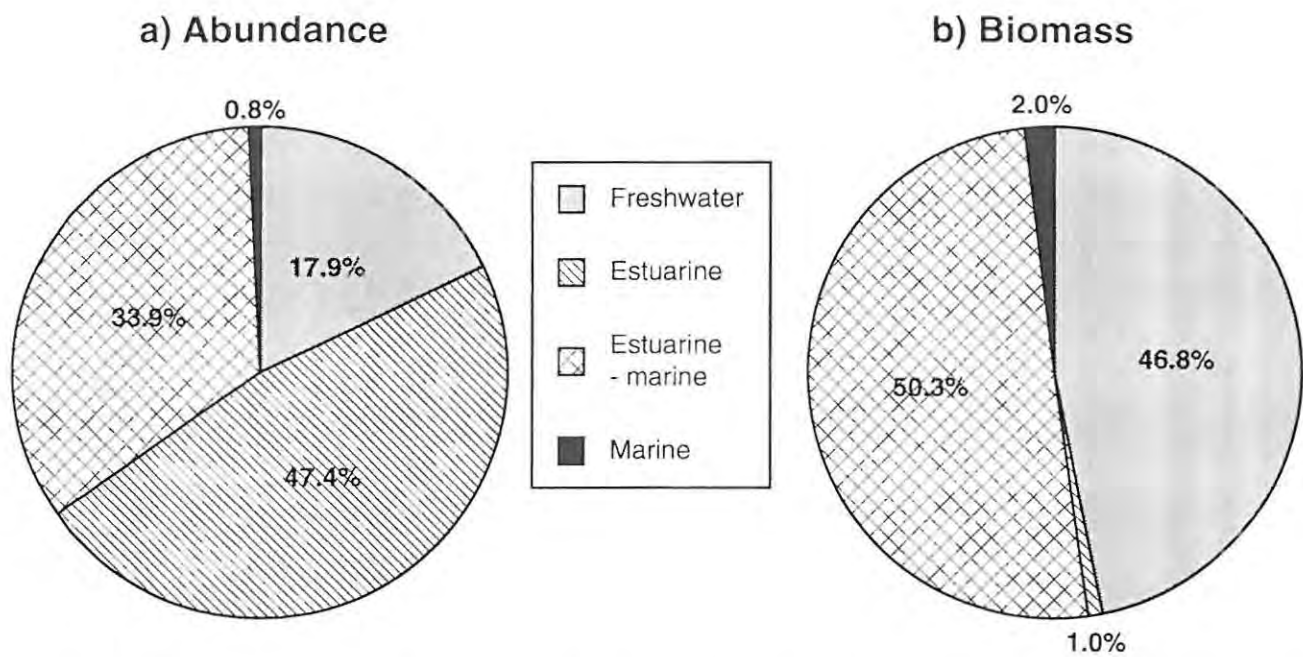 a) Abundance
0.8%
17.9%
33.9%
47.4%
Freshwater
Estuarine
Estuarine
- marine
Marine
b) Biomass
2.0%
46.8%
50.3%
1.0%